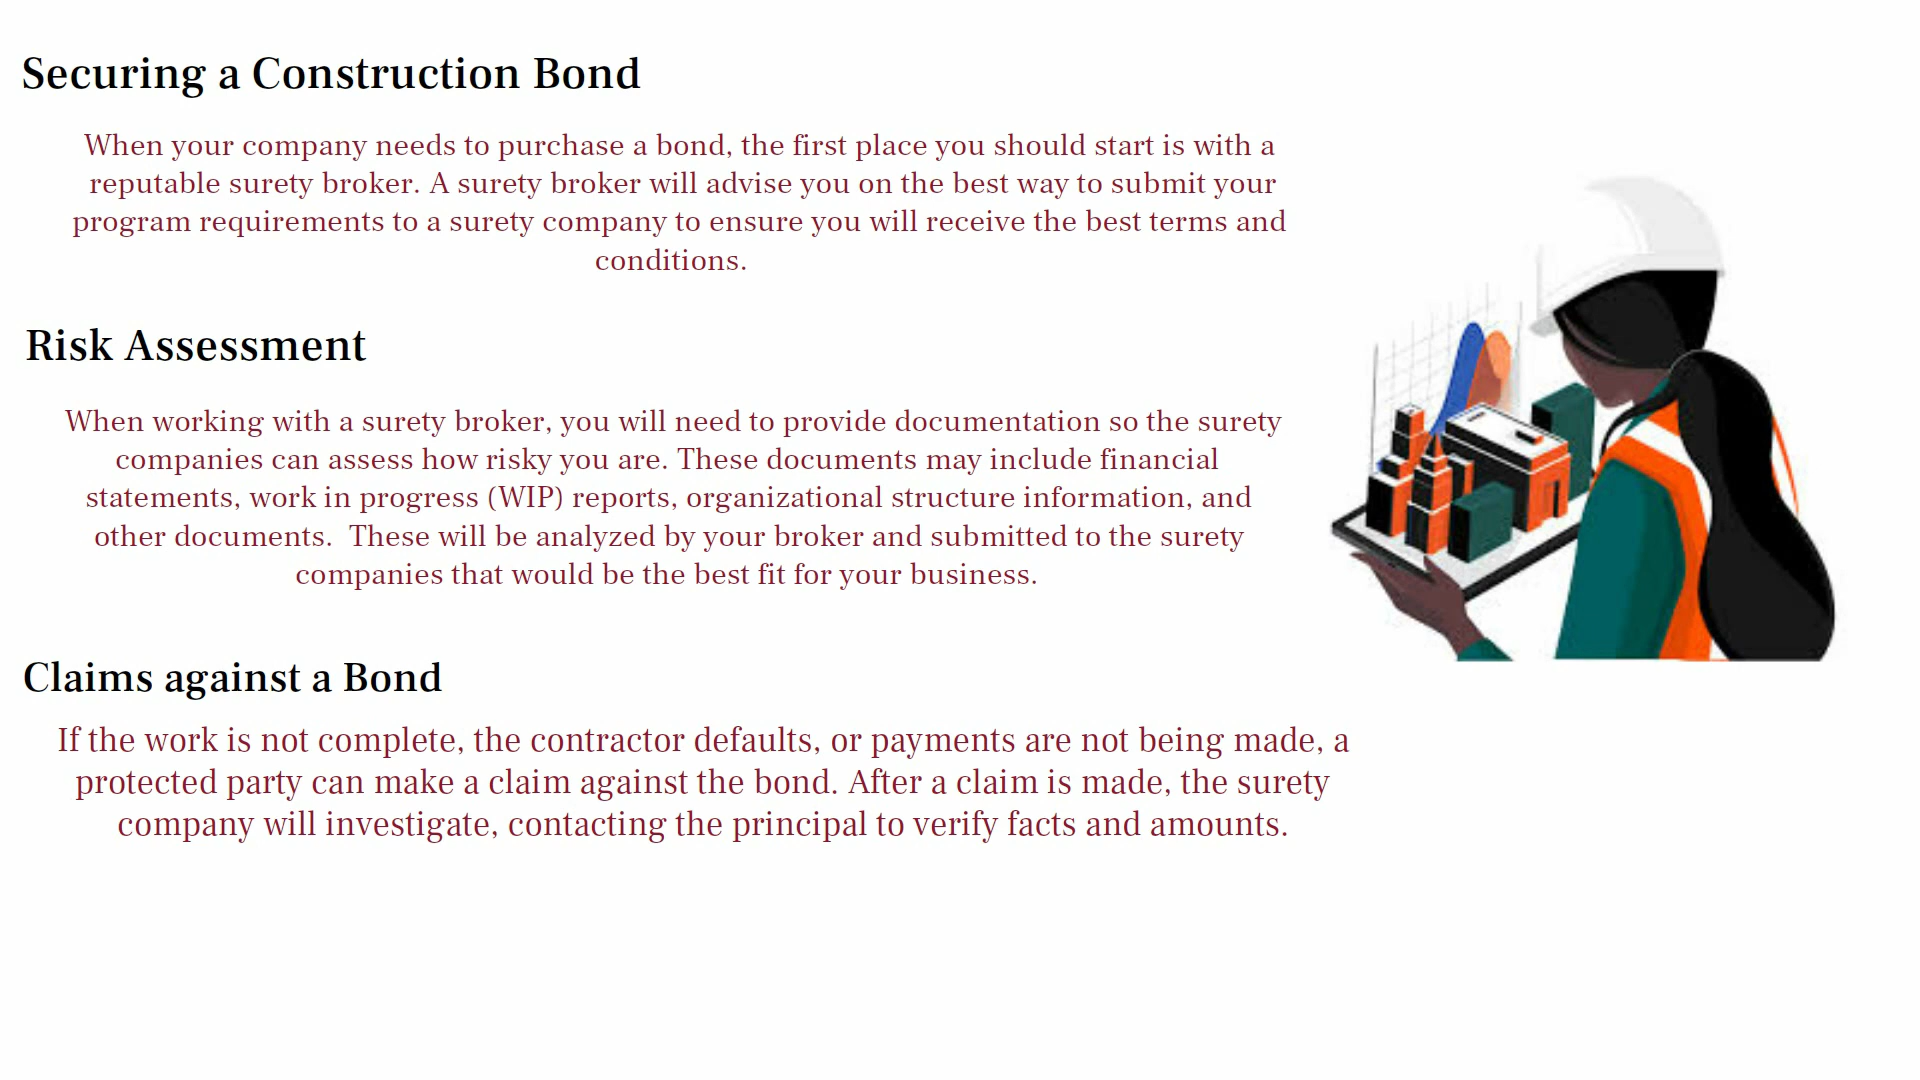 Securing a Construction Bond
When your company needs to purchase a bond, the first place you should start is with a
reputable surety broker. A surety broker will advise you on the best way to submit your
program requirements to a surety company to ensure you will receive the best terms and
conditions.
Risk Assessment
When working with a surety broker, you will need to provide documentation so the surety
companies can assess how risky you are. These documents may include financial
statements, work in progress (WIP) reports, organizational structure information, and
other documents.  These will be analyzed by your broker and submitted to the surety
companies that would be the best fit for your business.
Claims against a Bond
If the work is not complete, the contractor defaults, or payments are not being made, a
protected party can make a claim against the bond. After a claim is made, the surety
company will investigate, contacting the principal to verify facts and amounts.